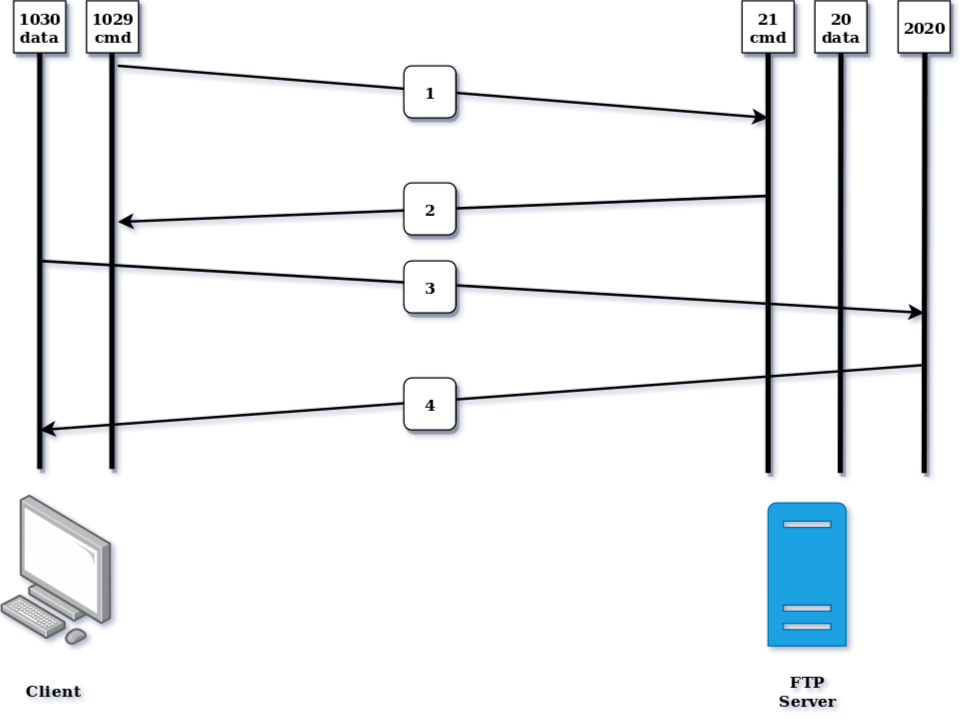 1030
data
1029
cmd
21
cmd
20
data
2020
1
2
3
4
Client
FTP
Server